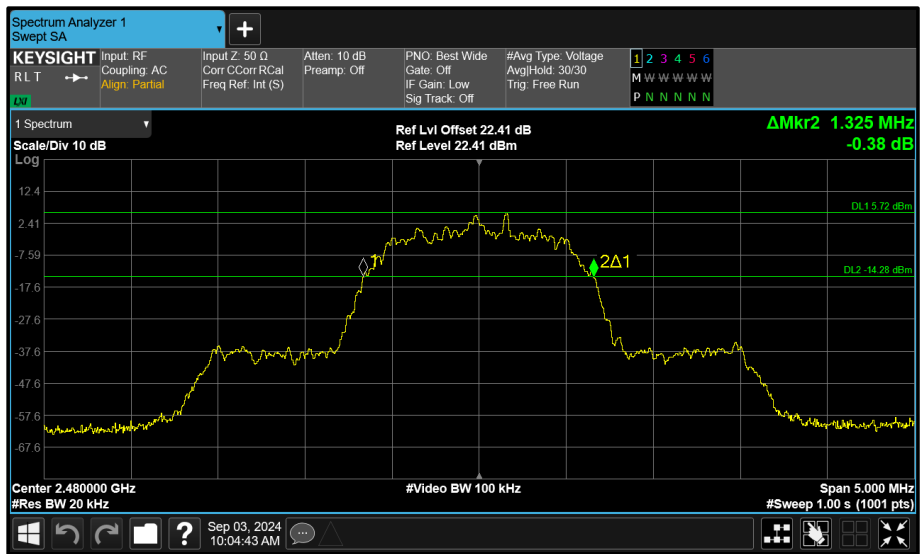 Spectrum Analyzer 1
Swept SA
+
KEYSIGHT
RLT
LXI
Input: RF
Coupling: AC
Align: Partial
Input Z: 50 Ω
Corr CCorr RCal
Freq Ref: Int (S)
Atten: 10 dB
Preamp: Off
PNO: Best Wide
Gate: Off
IF Gain: Low
Sig Track: Off
#Avg Type: Voltage
Avg|Hold: 30/30
Trig: Free Run
1 2 3 4 5 6
M W W W W W
P N N N N N
1 Spectrum
Scale/Div 10 dB
Ref Lvl Offset 22.41 dB
Ref Level 22.41 dBm
ΔMkr2 1.325 MHz
-0.38 dB
Log
12.4
DL1 5.72 dBm
2.41
-7.59
1
2Δ1
DL2 -14.28 dBm
-17.6
-27.6
-37.6
-47.6
-57.6
-67.6
Center 2.480000 GHz
#Video BW 100 kHz
Span 5.000 MHz
#Res BW 20 kHz
#Sweep 1.00 s (1001 pts)
?
Sep 03, 2024
10:04:43 AM